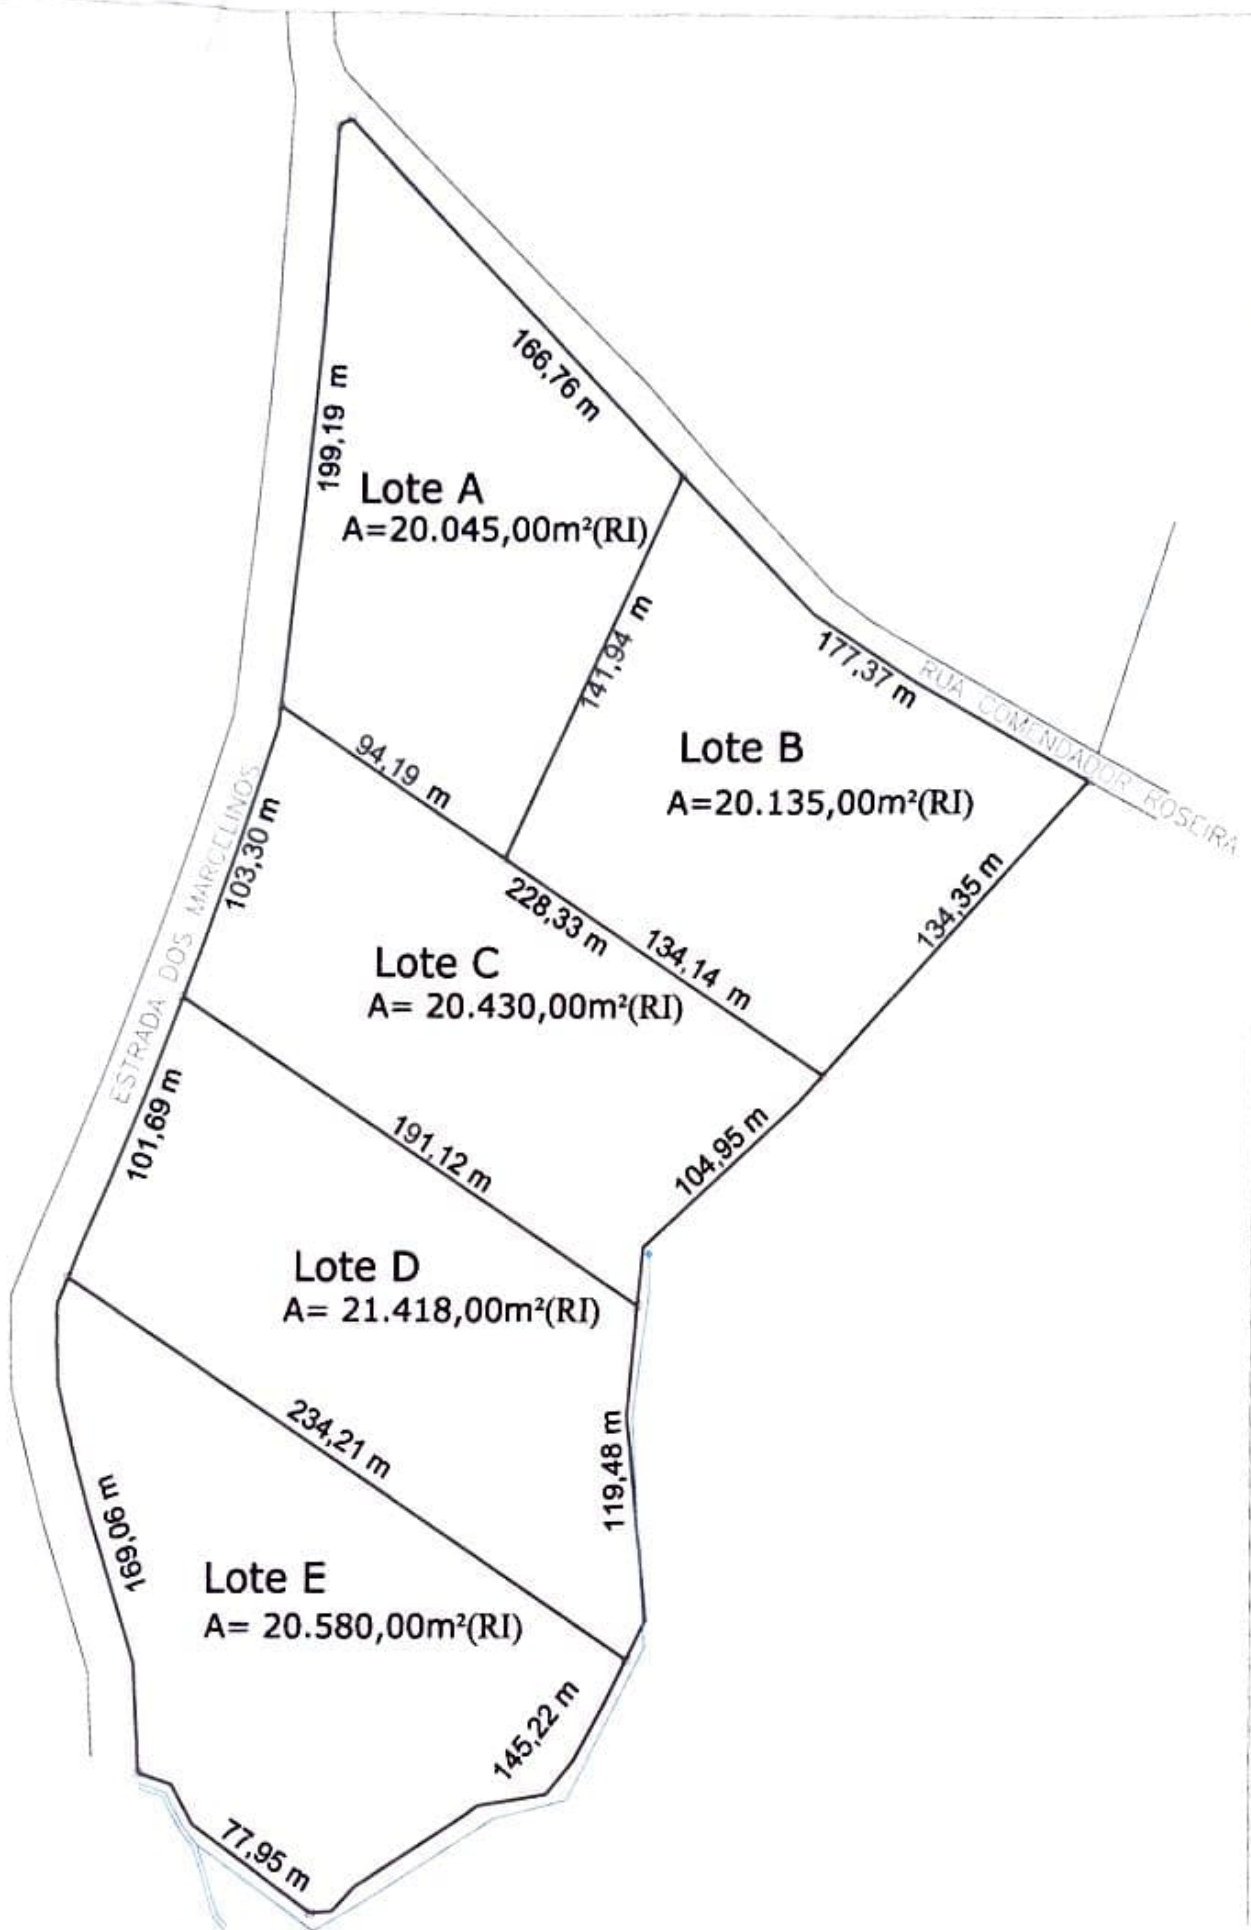 166,76 m
199,19 m
Lote A
A=20.045,00m²(RI)
141,94 m
177,37 m
RUA COMENDADOR ROSEIRA
Lote B
A=20.135,00m²(RI)
94,19 m
ESTRADA DOS MARCELINOS
103,30 m
228,33 m
134,14 m
134,35 m
Lote C
A= 20.430,00m²(RI)
101,69 m
191,12 m
104,95 m
Lote D
A= 21.418,00m²(RI)
234,21 m
119,48 m
169,06 m
Lote E
A= 20.580,00m²(RI)
145,22 m
77,95 m